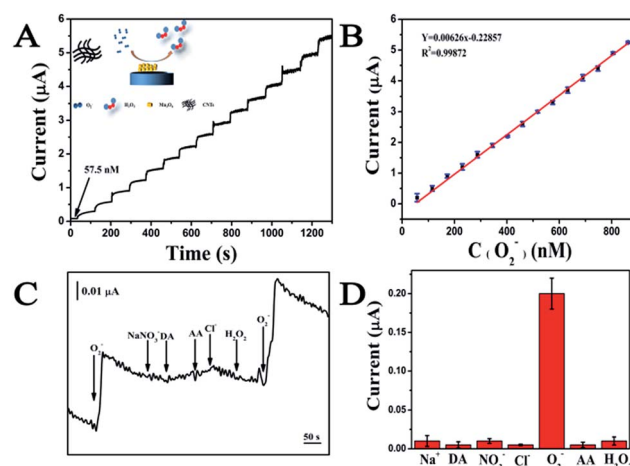 A
O₂⁻
H₂O₂
CNTs
57.5 nM
Current (μA)
6
5
4
3
2
1
0
0 200 400 600 800 1000 1200
Time (s)
B
Y=0.00626x-0.22857
R²=0.99872
Current (μA)
6
5
4
3
2
1
0
0 200 400 600 800
C ( O₂⁻ ) (nM)
C
0.01 μA
O₂⁻
NaNO₃
DA
AA
Cl⁻
H₂O₂
O₂⁻
50 s
D
Current (μA)
0.20
0.15
0.10
0.05
0.00
Na⁺ DA NO₃⁻ Cl⁻ O₂⁻ AA H₂O₂